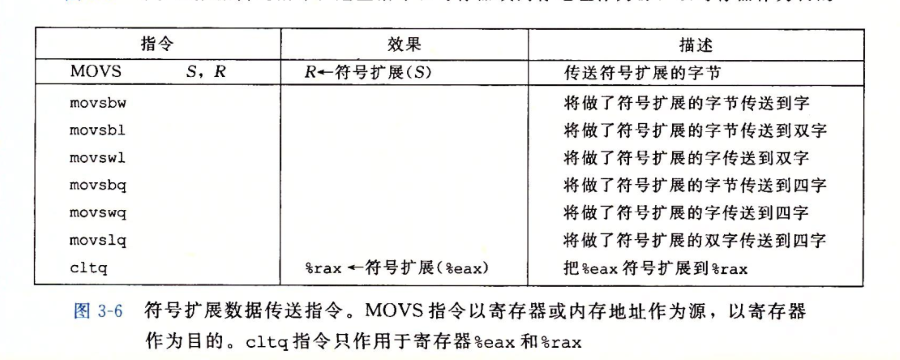 指令 效果 描述
MOVS S, R R←符号扩展(S) 传送符号扩展的字节
movsbw 将做了符号扩展的字节传送到字
movsbl 将做了符号扩展的字节传送到双字
movswl 将做了符号扩展的字传送到双字
movsbq 将做了符号扩展的字节传送到四字
movswq 将做了符号扩展的字传送到四字
movslq 将做了符号扩展的双字传送到四字
cltq %rax ←符号扩展(%eax) 把%eax 符号扩展到%rax
图 3-6 符号扩展数据传送指令。MOVS 指令以寄存器或内存地址作为源，以寄存器
作为目的。cltq 指令只作用于寄存器%eax 和%rax